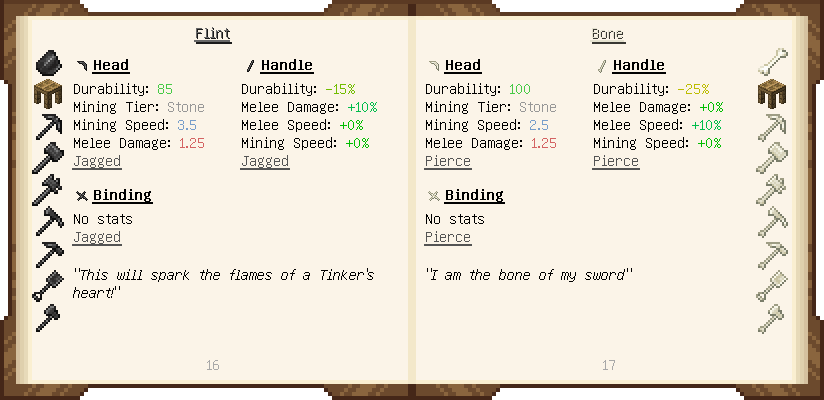 Flint
Head
Durability: 85
Mining Tier: Stone
Mining Speed: 3.5
Melee Damage: 1.25
Jagged
Handle
Durability: -15%
Melee Damage: +10%
Melee Speed: +0%
Mining Speed: +0%
Jagged
Binding
No stats
Jagged
"This will spark the flames of a Tinker's
heart!"
16
Bone
Head
Durability: 100
Mining Tier: Stone
Mining Speed: 2.5
Melee Damage: 1.25
Pierce
Handle
Durability: -25%
Melee Damage: +0%
Melee Speed: +10%
Mining Speed: +0%
Pierce
Binding
No stats
Pierce
"I am the bone of my sword"
17